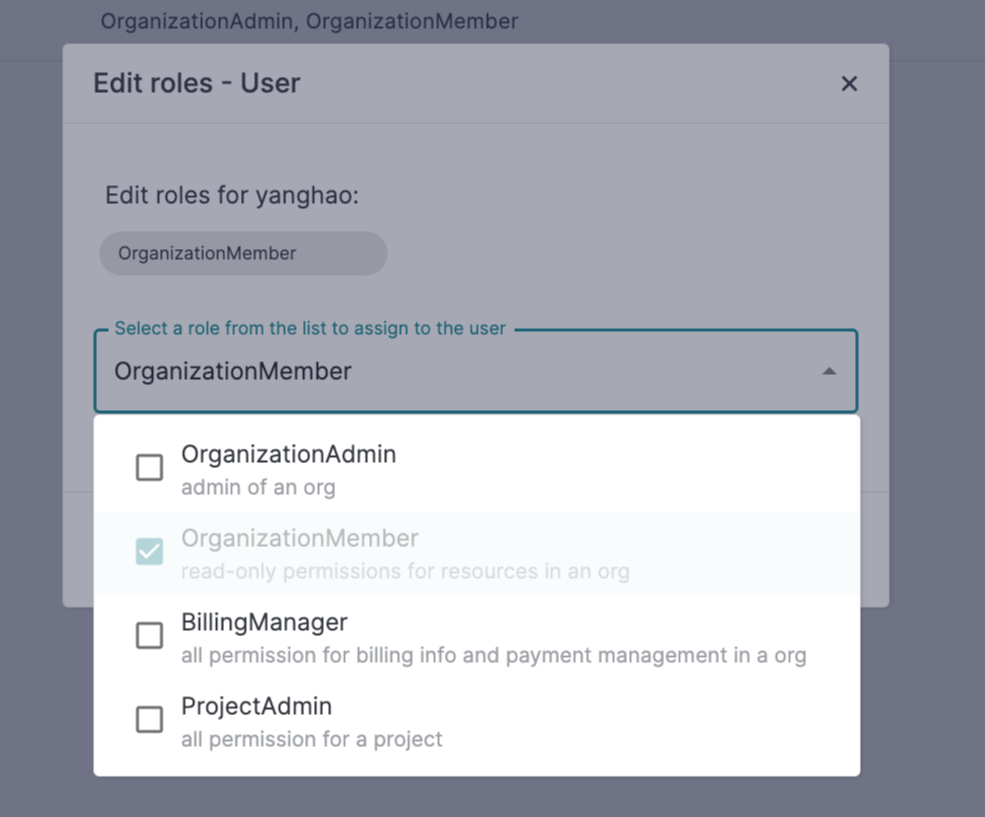 OrganizationAdmin, OrganizationMember
Edit roles - User
Edit roles for yanghao:
OrganizationMember
Select a role from the list to assign to the user
OrganizationMember
OrganizationAdmin
admin of an org
OrganizationMember
read-only permissions for resources in an org
BillingManager
all permission for billing info and payment management in a org
ProjectAdmin
all permission for a project